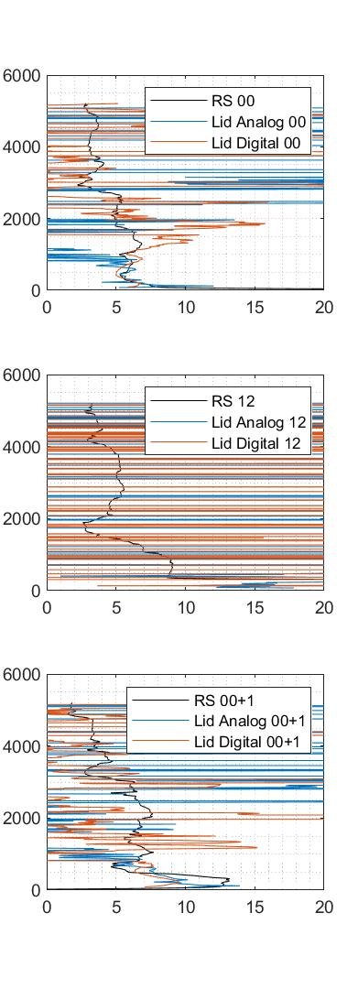 6000
RS 00
Lid Analog 00
Lid Digital 00
4000
2000
0
0 5 10 15 20
6000
RS 12
Lid Analog 12
Lid Digital 12
4000
2000
0
0 5 10 15 20
6000
RS 00+1
Lid Analog 00+1
Lid Digital 00+1
4000
2000
0
0 5 10 15 20